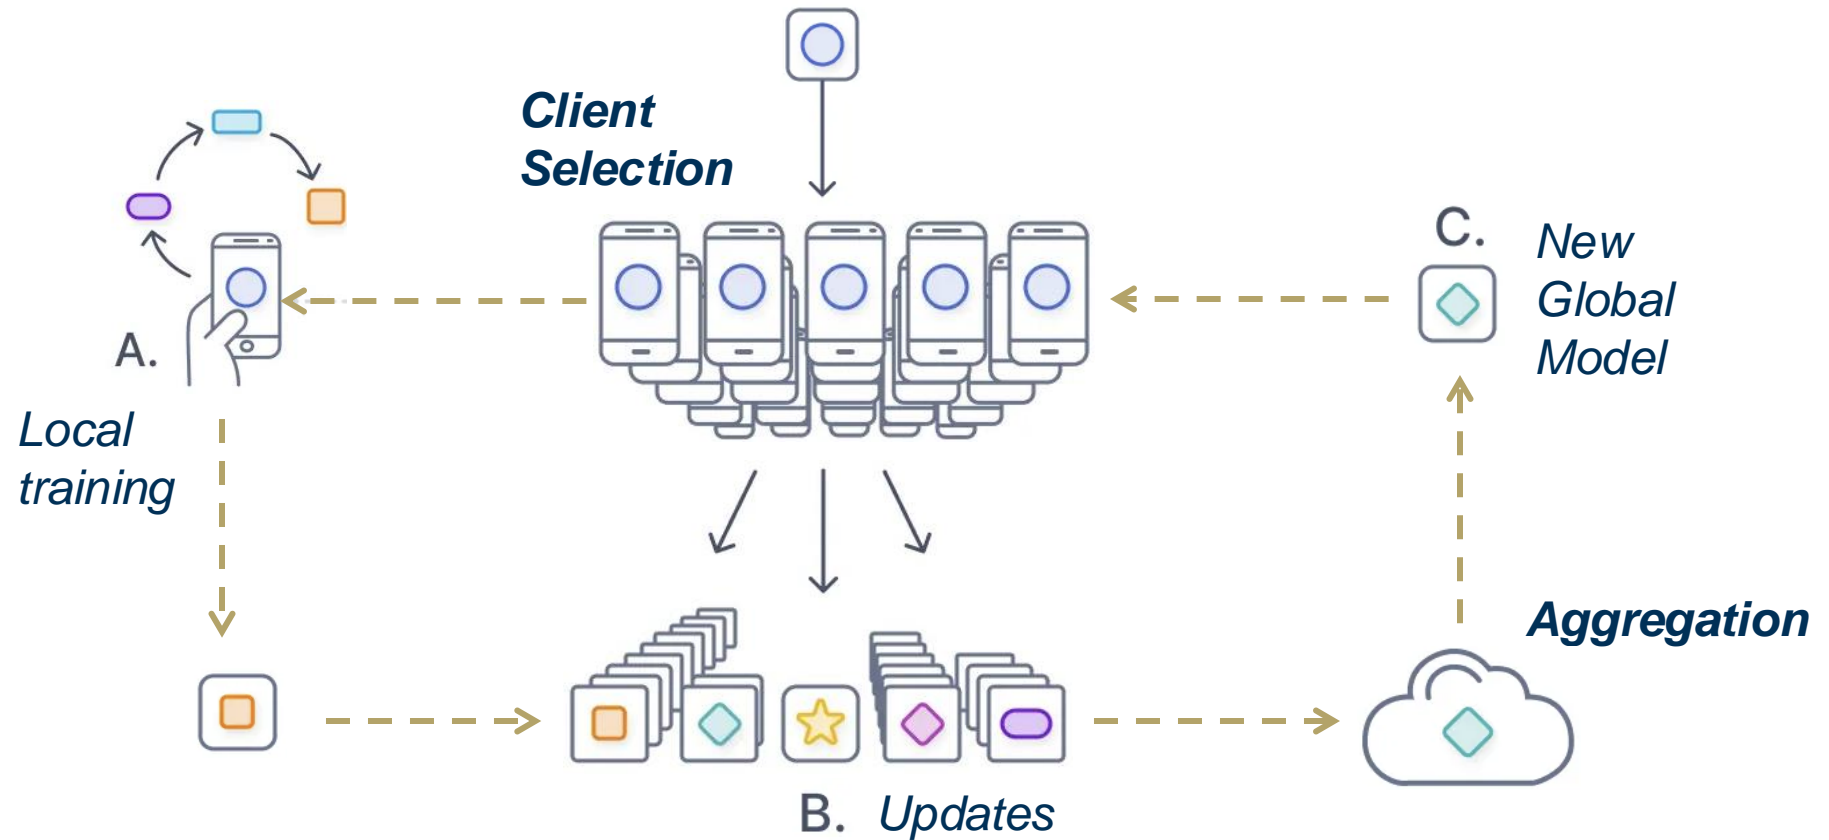 Client
Selection
C.
New
Global
Model
A.
Local
training
Aggregation
B.
Updates